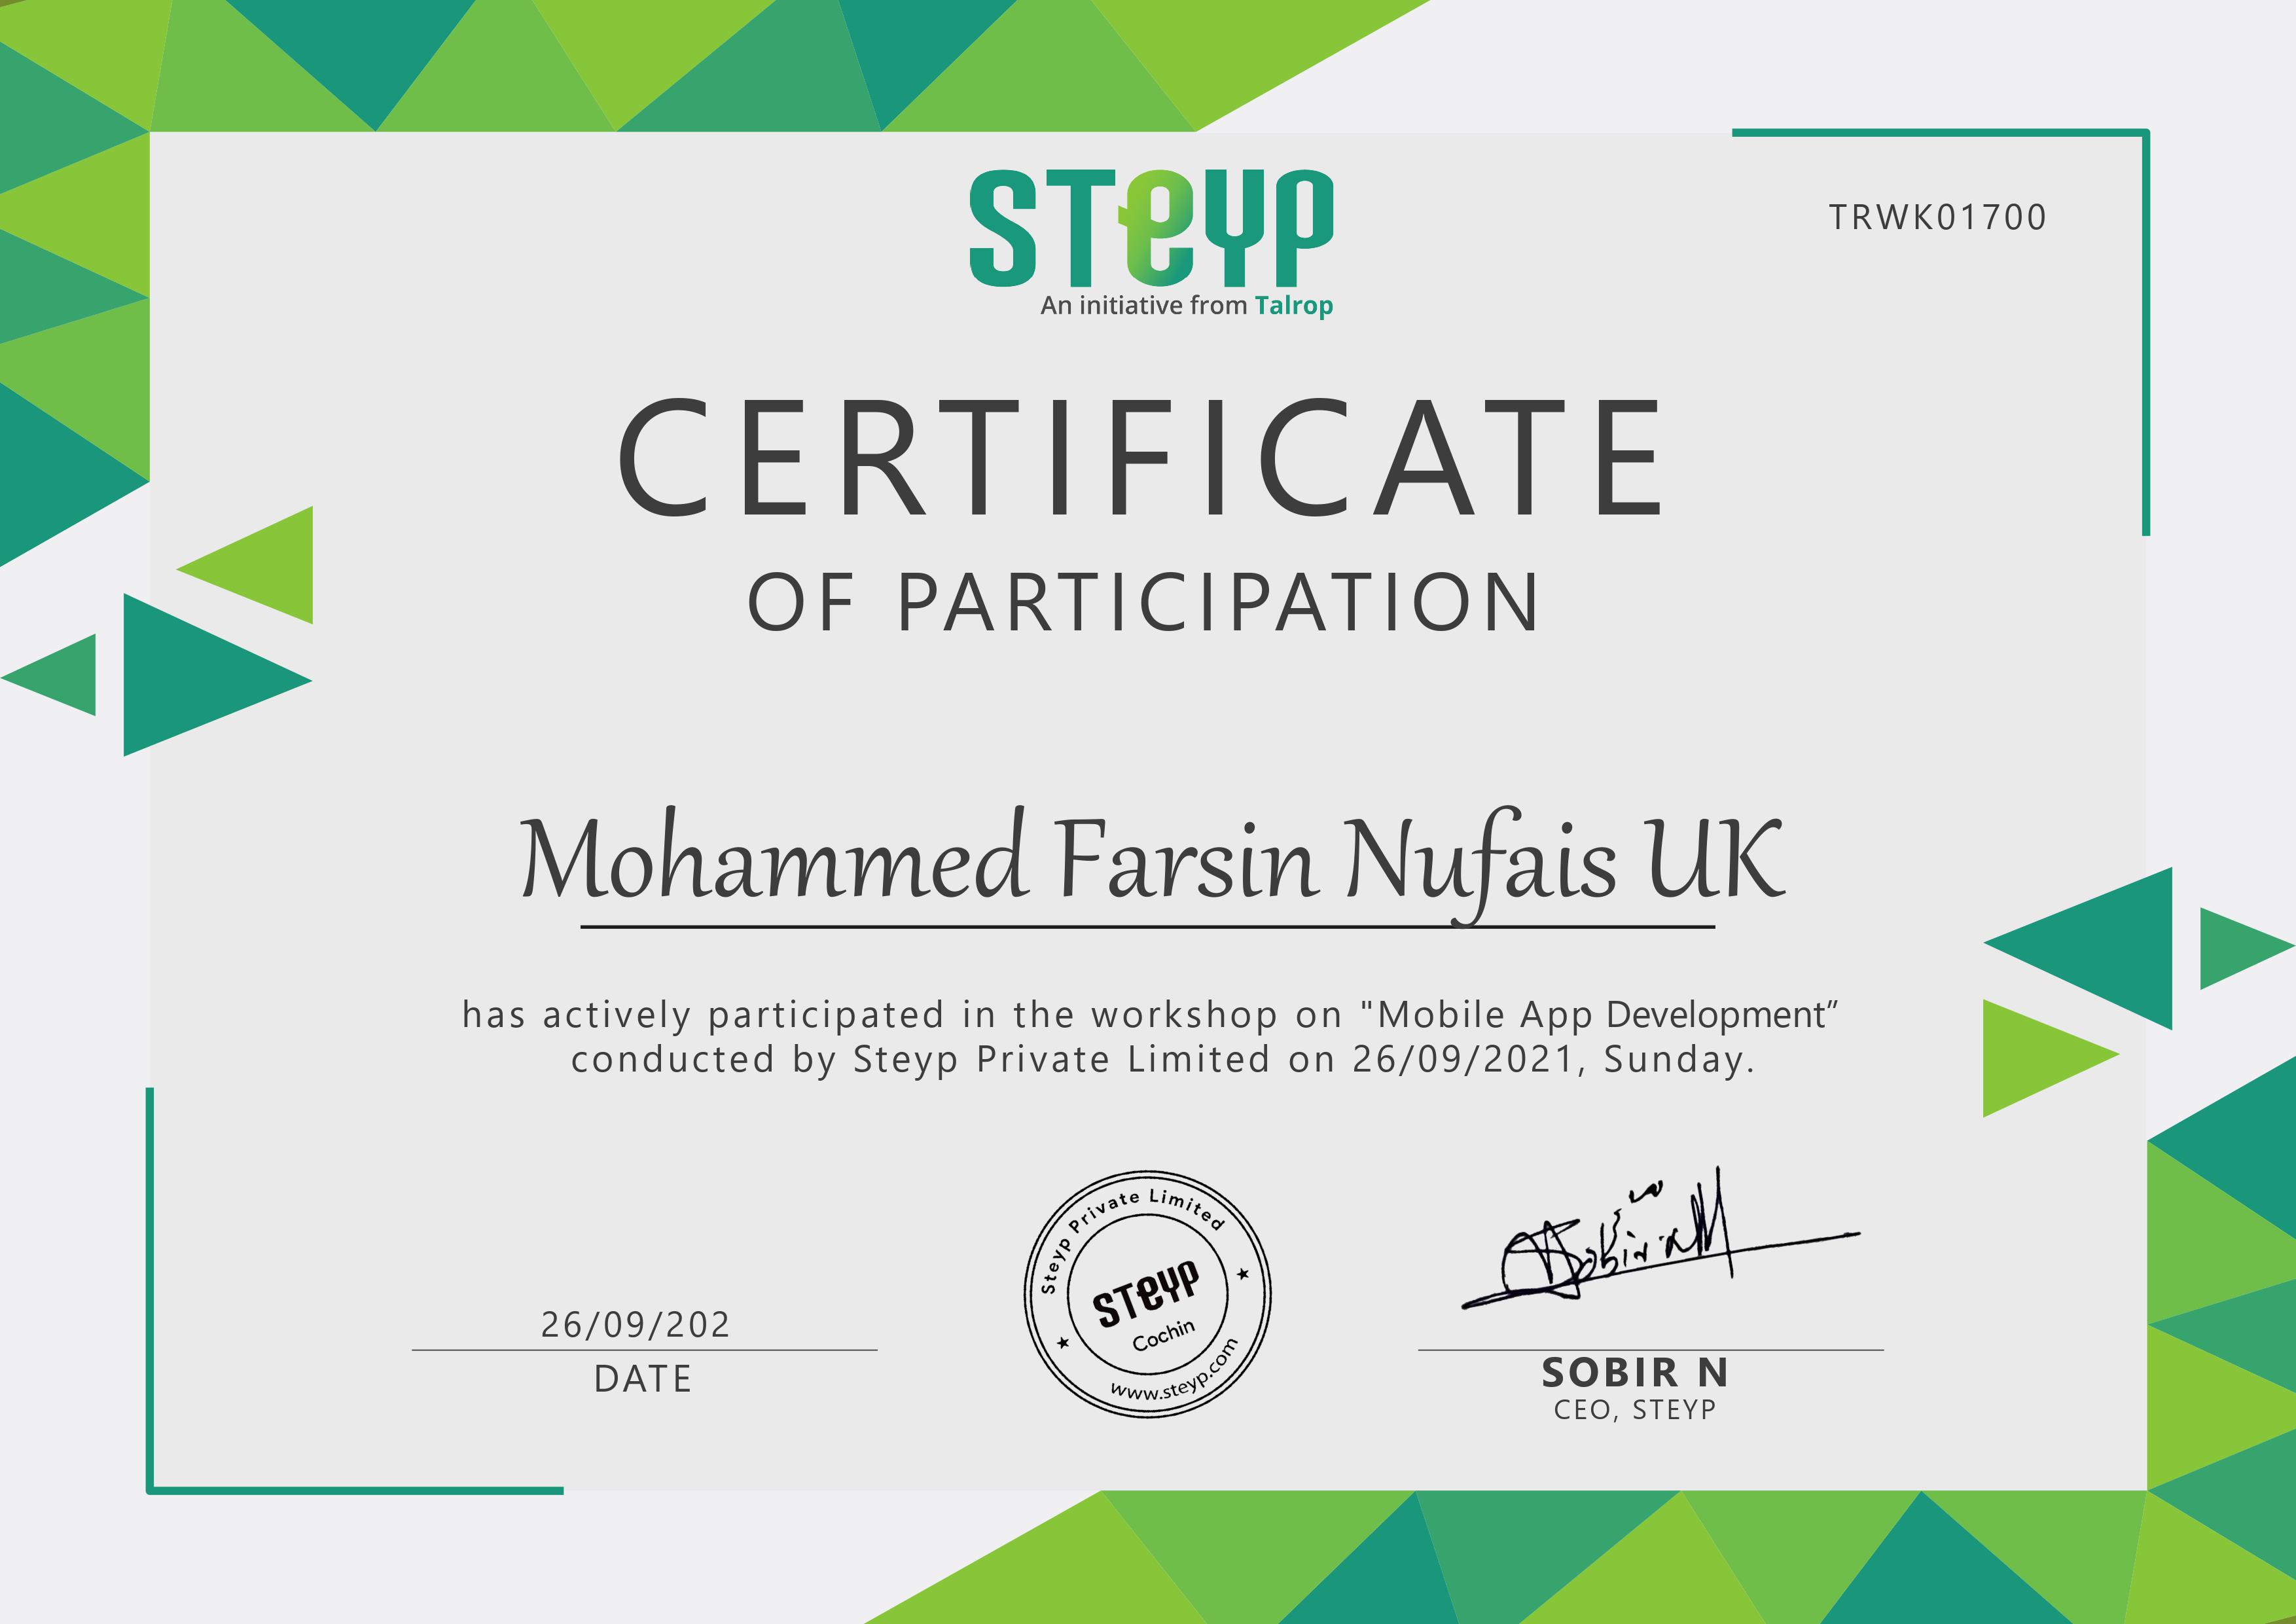 STEYP
An initiative from Talrop
TRWK01700
CERTIFICATE
OF PARTICIPATION
Mohammed Farsin Nufais UK
has actively participated in the workshop on "Mobile App Development”
conducted by Steyp Private Limited on 26/09/2021, Sunday.
26/09/202
DATE
Steyp Private Limited
STEYP
Cochin
www.steyp.com
SOBIR N
CEO, STEYP